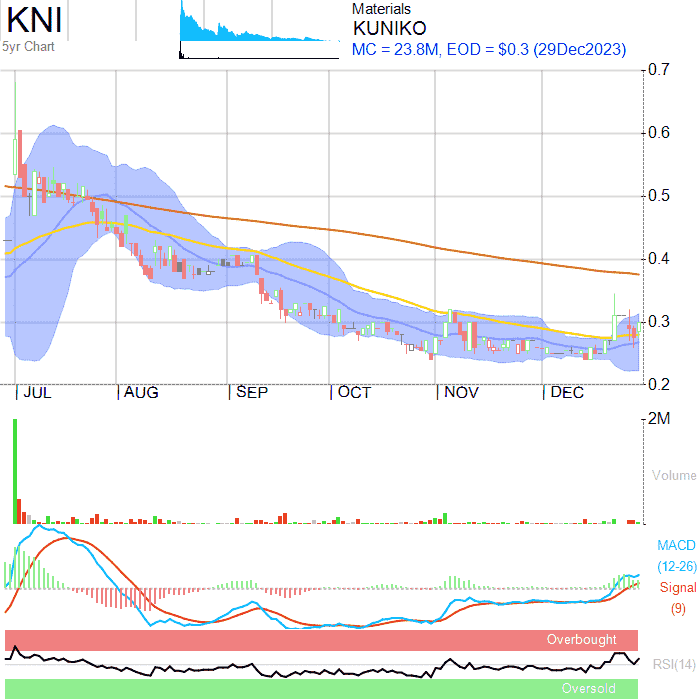 KNI
5yr Chart
Materials
KUNIKO
MC = 23.8M, EOD = $0.3 (29Dec2023)
0.7
0.6
0.5
0.4
0.3
0.2
JUL AUG SEP OCT NOV DEC
2M
Volume
MACD
(12-26)
Signal
(9)
Overbought
RSI(14)
Oversold